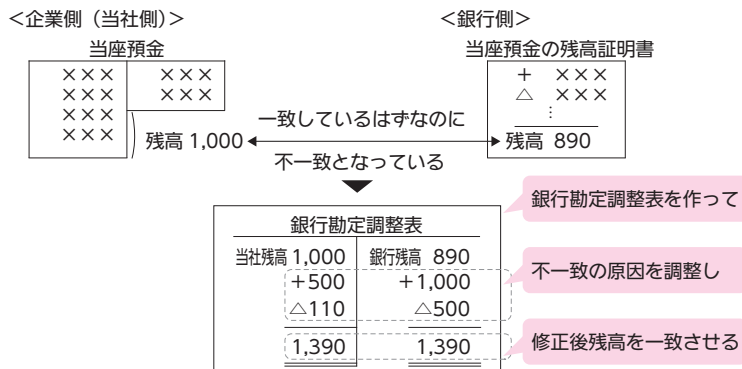 <企業側（当社側）>
<銀行側>
当座預金
当座預金の残高証明書
××× ×××
××× ×××
×××
×××
残高 1,000
+ ×××
△ ×××
⋮
残高 890
一致しているはずなのに
不一致となっている
銀行勘定調整表
当社残高 1,000 銀行残高 890
+500 +1,000
△110 △500
1,390 1,390
銀行勘定調整表を作って
不一致の原因を調整し
修正後残高を一致させる